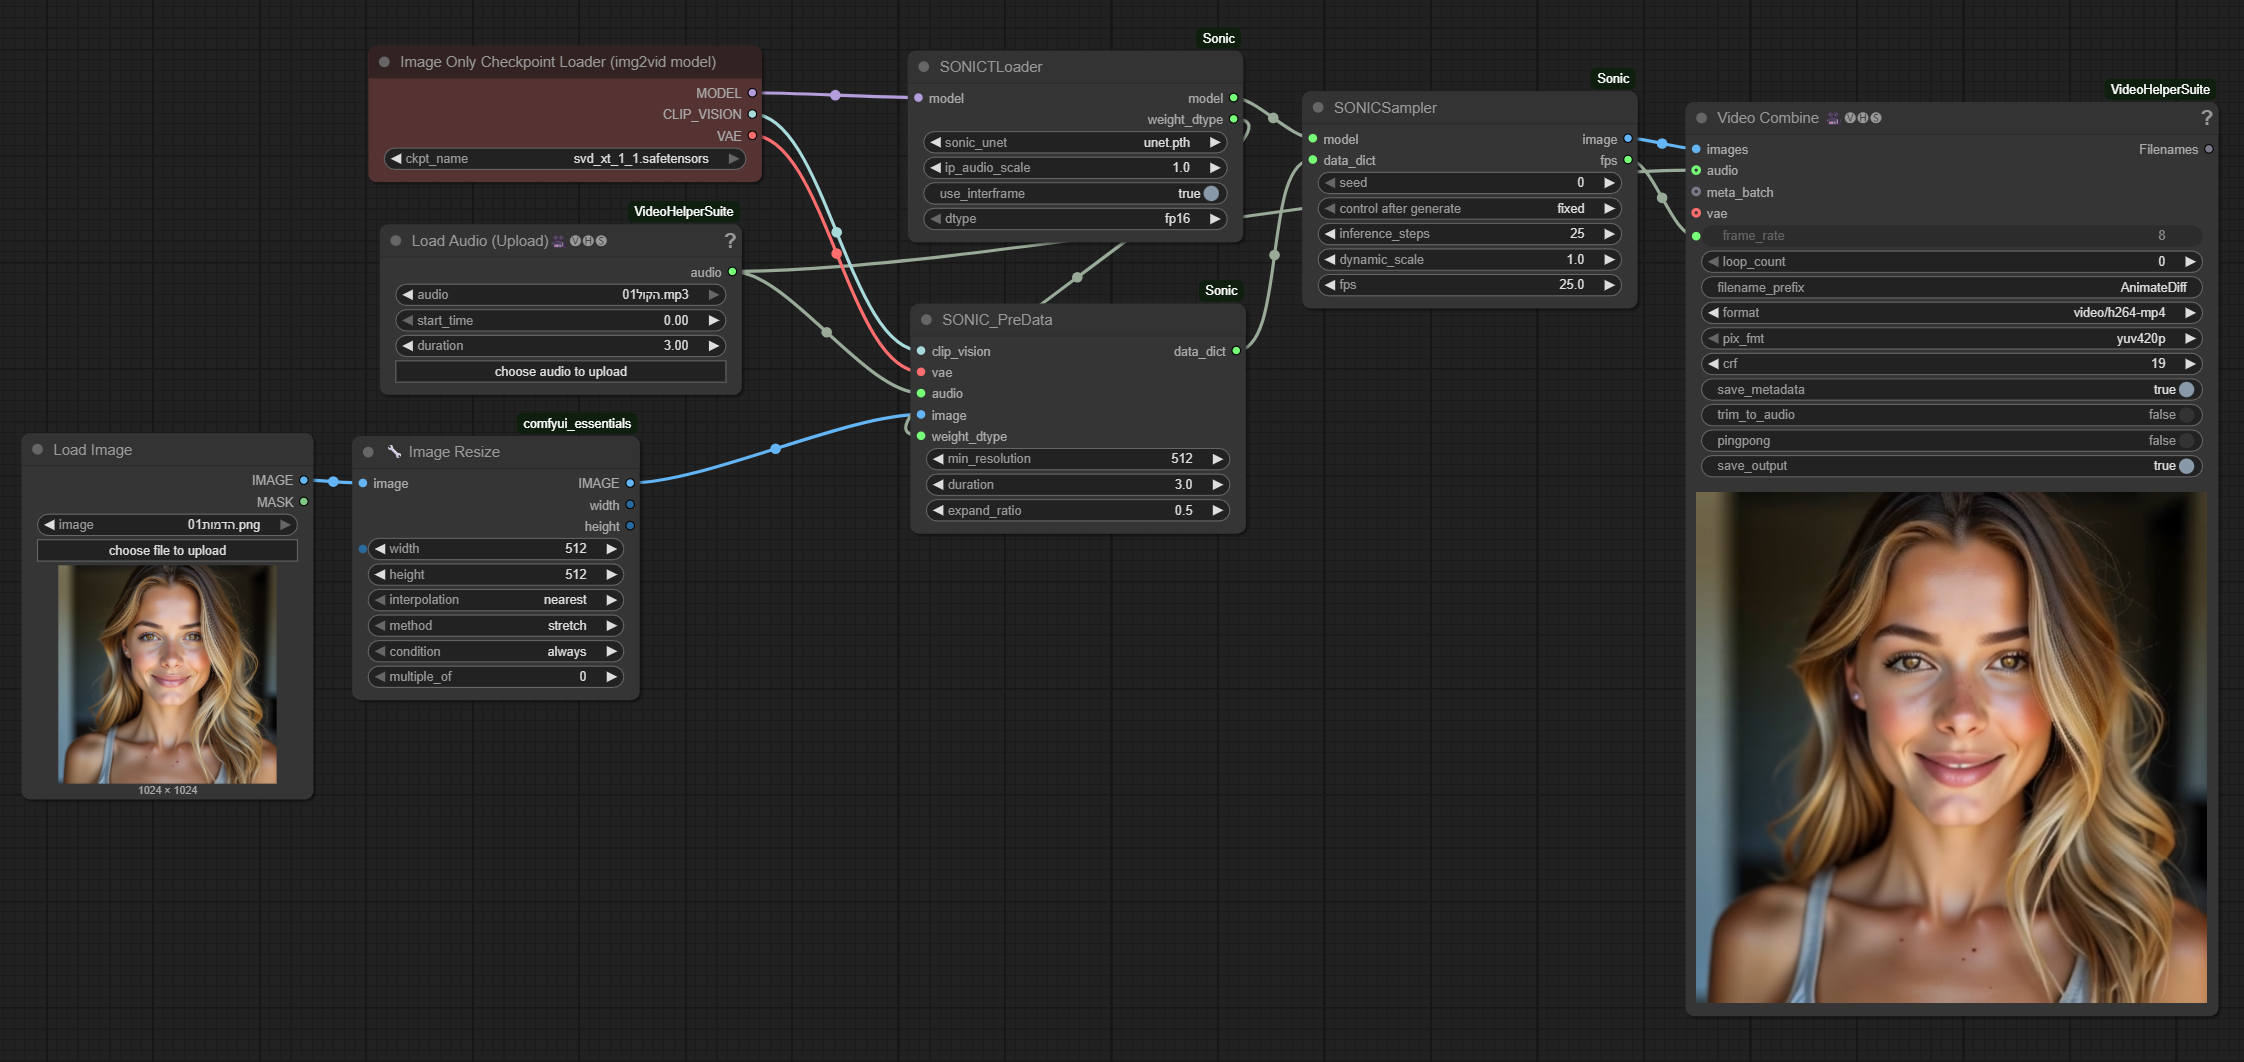 Image Only Checkpoint Loader (img2vid model)
MODEL
CLIP_VISION
VAE
ckpt_name svd_xt_1_1.safetensors
VideoHelperSuite
Load Audio (Upload) VHS ?
audio
audio הקול01.mp3
start_time 0.00
duration 3.00
choose audio to upload
Load Image
IMAGE
MASK
image הדמות01.png
choose file to upload
1024 × 1024
comfyui_essentials
Image Resize
image IMAGE
width
height
width 512
height 512
interpolation nearest
method stretch
condition always
multiple_of 0
Sonic
SONICTLoader
model model
weight_dtype
sonic_unet unet.pth
ip_audio_scale 1.0
use_interframe true
dtype fp16
Sonic
SONIC_PreData
clip_vision data_dict
vae
audio
image
weight_dtype
min_resolution 512
duration 3.0
expand_ratio 0.5
Sonic
SONICSampler
model image
data_dict fps
seed 0
control after generate fixed
inference_steps 25
dynamic_scale 1.0
fps 25.0
VideoHelperSuite
Video Combine VHS ?
images Filenames
audio
meta_batch
vae
frame_rate 8
loop_count 0
filename_prefix AnimateDiff
format video/h264-mp4
pix_fmt yuv420p
crf 19
save_metadata true
trim_to_audio false
pingpong false
save_output true